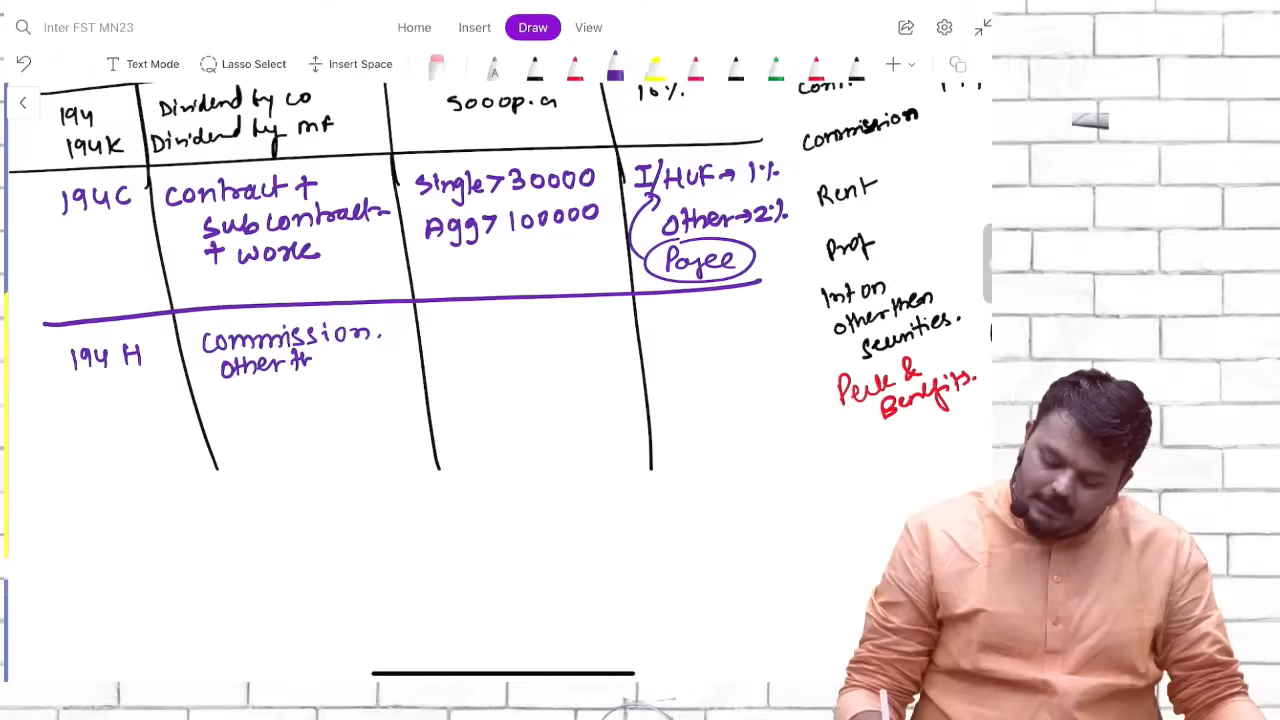 Inter FST MN23
Home Insert Draw View
Text Mode Lasso Select Insert Space
194 Dividend by co 5000 p.a 10%.
194K Dividend by MF
194C Contract + Single > 30000 I/HUF → 1%
sub contract Agg > 100000 Other → 2%
+ work Payee
194 H Commission.
other th
commission
Rent
Prof
Int on
other then
securities.
Perk &
Benefits.